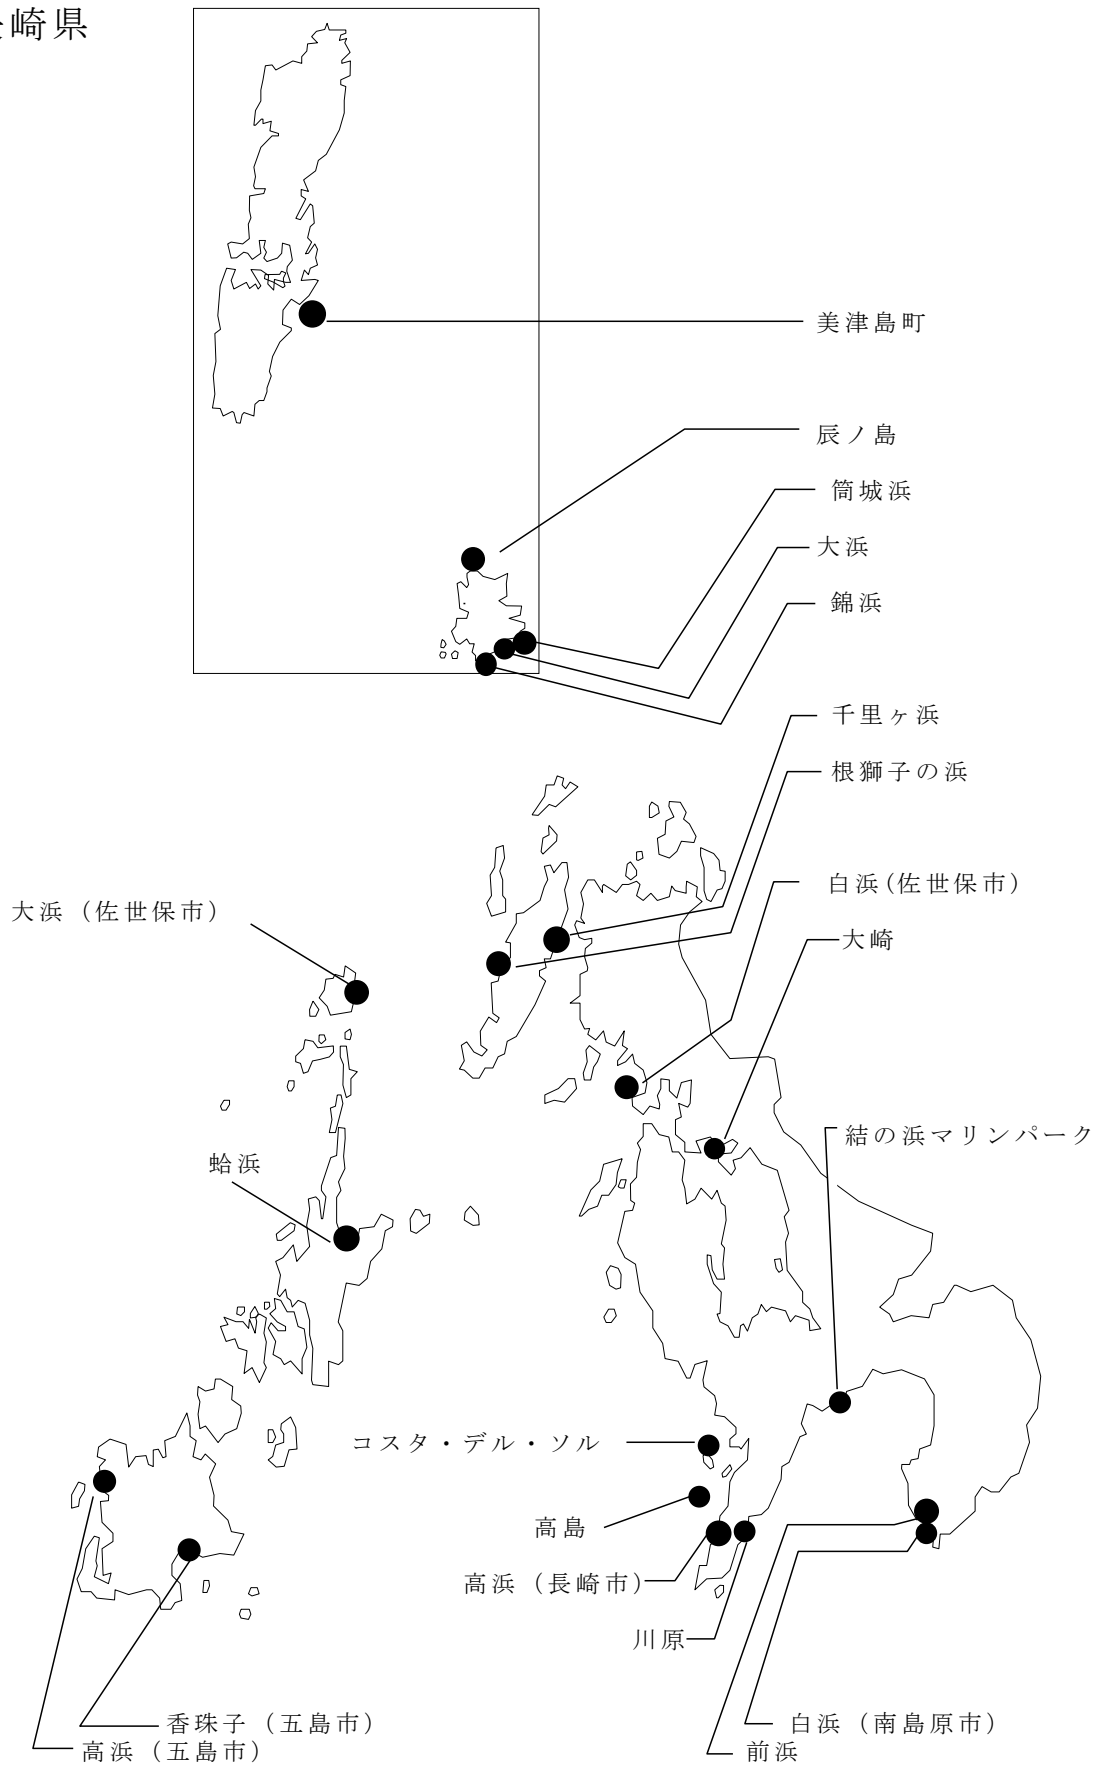 崎県
美津島町
辰ノ島
筒城浜
大浜
錦浜
千里ヶ浜
根獅子の浜
白浜(佐世保市)
大浜（佐世保市）
大崎
結の浜マリンパーク
蛤浜
コスタ・デル・ソル
高島
高浜（長崎市）
川原
香珠子（五島市）
白浜（南島原市）
高浜（五島市）
前浜